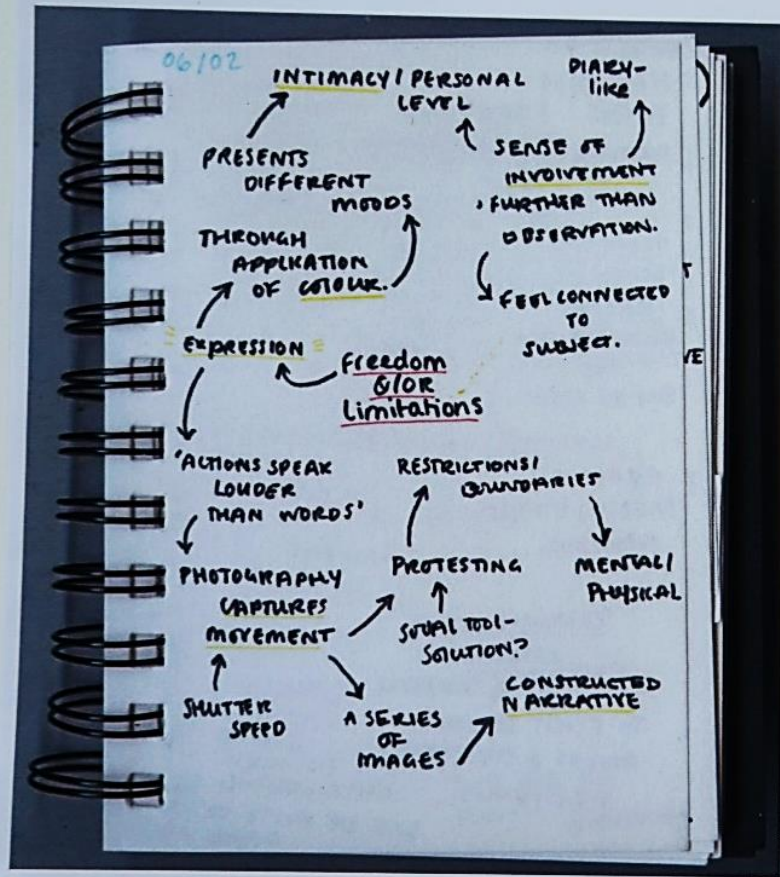 06/02
INTIMACY / PERSONAL
LEVEL
DIARY-
like
PRESENTS
DIFFERENT
MOODS
SENSE OF
INVOLVEMENT
, FURTHER THAN
OBSERVATION.
THROUGH
APPLICATION
OF COLOUR.
FEEL CONNECTED
TO
SUBJECT.
EXPRESSION
Freedom
&/OR
Limitations
'ACTIONS SPEAK
LOUDER
THAN WORDS'
RESTRICTIONS/
BOUNDARIES
PHOTOGRAPHY
CAPTURES
MOVEMENT
PROTESTING
MENTAL/
PHYSICAL
SOCIAL TOOL-
SOLUTION?
SHUTTER
SPEED
A SERIES
OF
IMAGES
CONSTRUCTED
NARRATIVE
T
VE